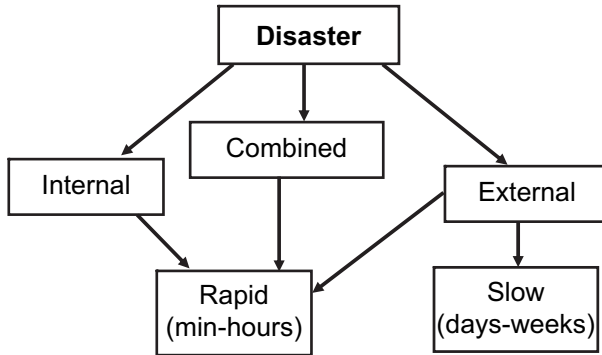 Disaster
Combined
Internal
External
Rapid
(min-hours)
Slow
(days-weeks)